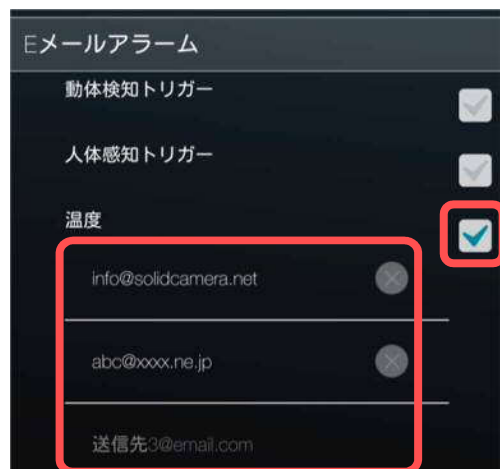 Eメールアラーム
動体検知トリガー
人体感知トリガー
温度
info@solidcamera.net
abc@xxxx.ne.jp
送信先3@email.com